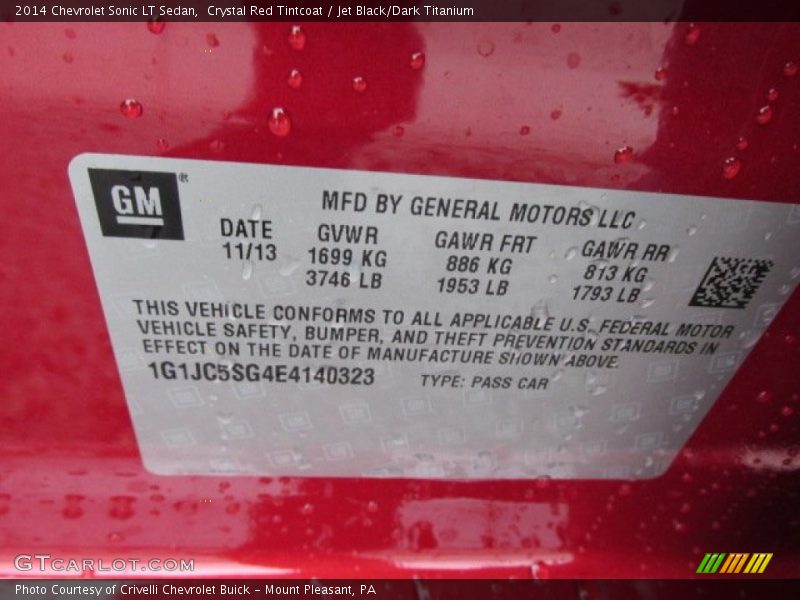 2014 Chevrolet Sonic LT Sedan, Crystal Red Tintcoat / Jet Black/Dark Titanium
GM®
MFD BY GENERAL MOTORS LLC
DATE GVWR GAWR FRT GAWR RR
11/13 1699 KG 886 KG 813 KG
3746 LB 1953 LB 1793 LB
THIS VEHICLE CONFORMS TO ALL APPLICABLE U.S. FEDERAL MOTOR
VEHICLE SAFETY, BUMPER, AND THEFT PREVENTION STANDARDS IN
EFFECT ON THE DATE OF MANUFACTURE SHOWN ABOVE.
1G1JC5SG4E4140323 TYPE: PASS CAR
GTCARLOT.COM
Photo Courtesy of Crivelli Chevrolet Buick - Mount Pleasant, PA